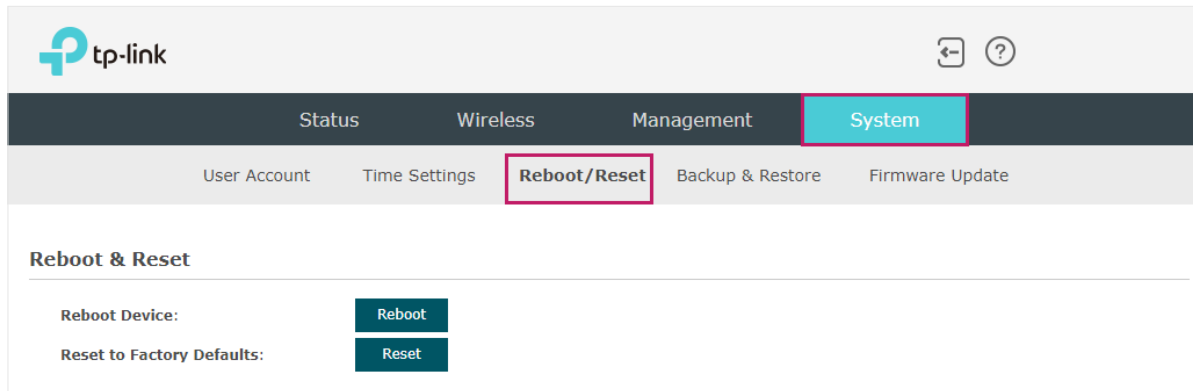 tp-link
?
Status Wireless Management System
User Account Time Settings Reboot/Reset Backup & Restore Firmware Update
Reboot & Reset
Reboot Device: Reboot
Reset to Factory Defaults: Reset